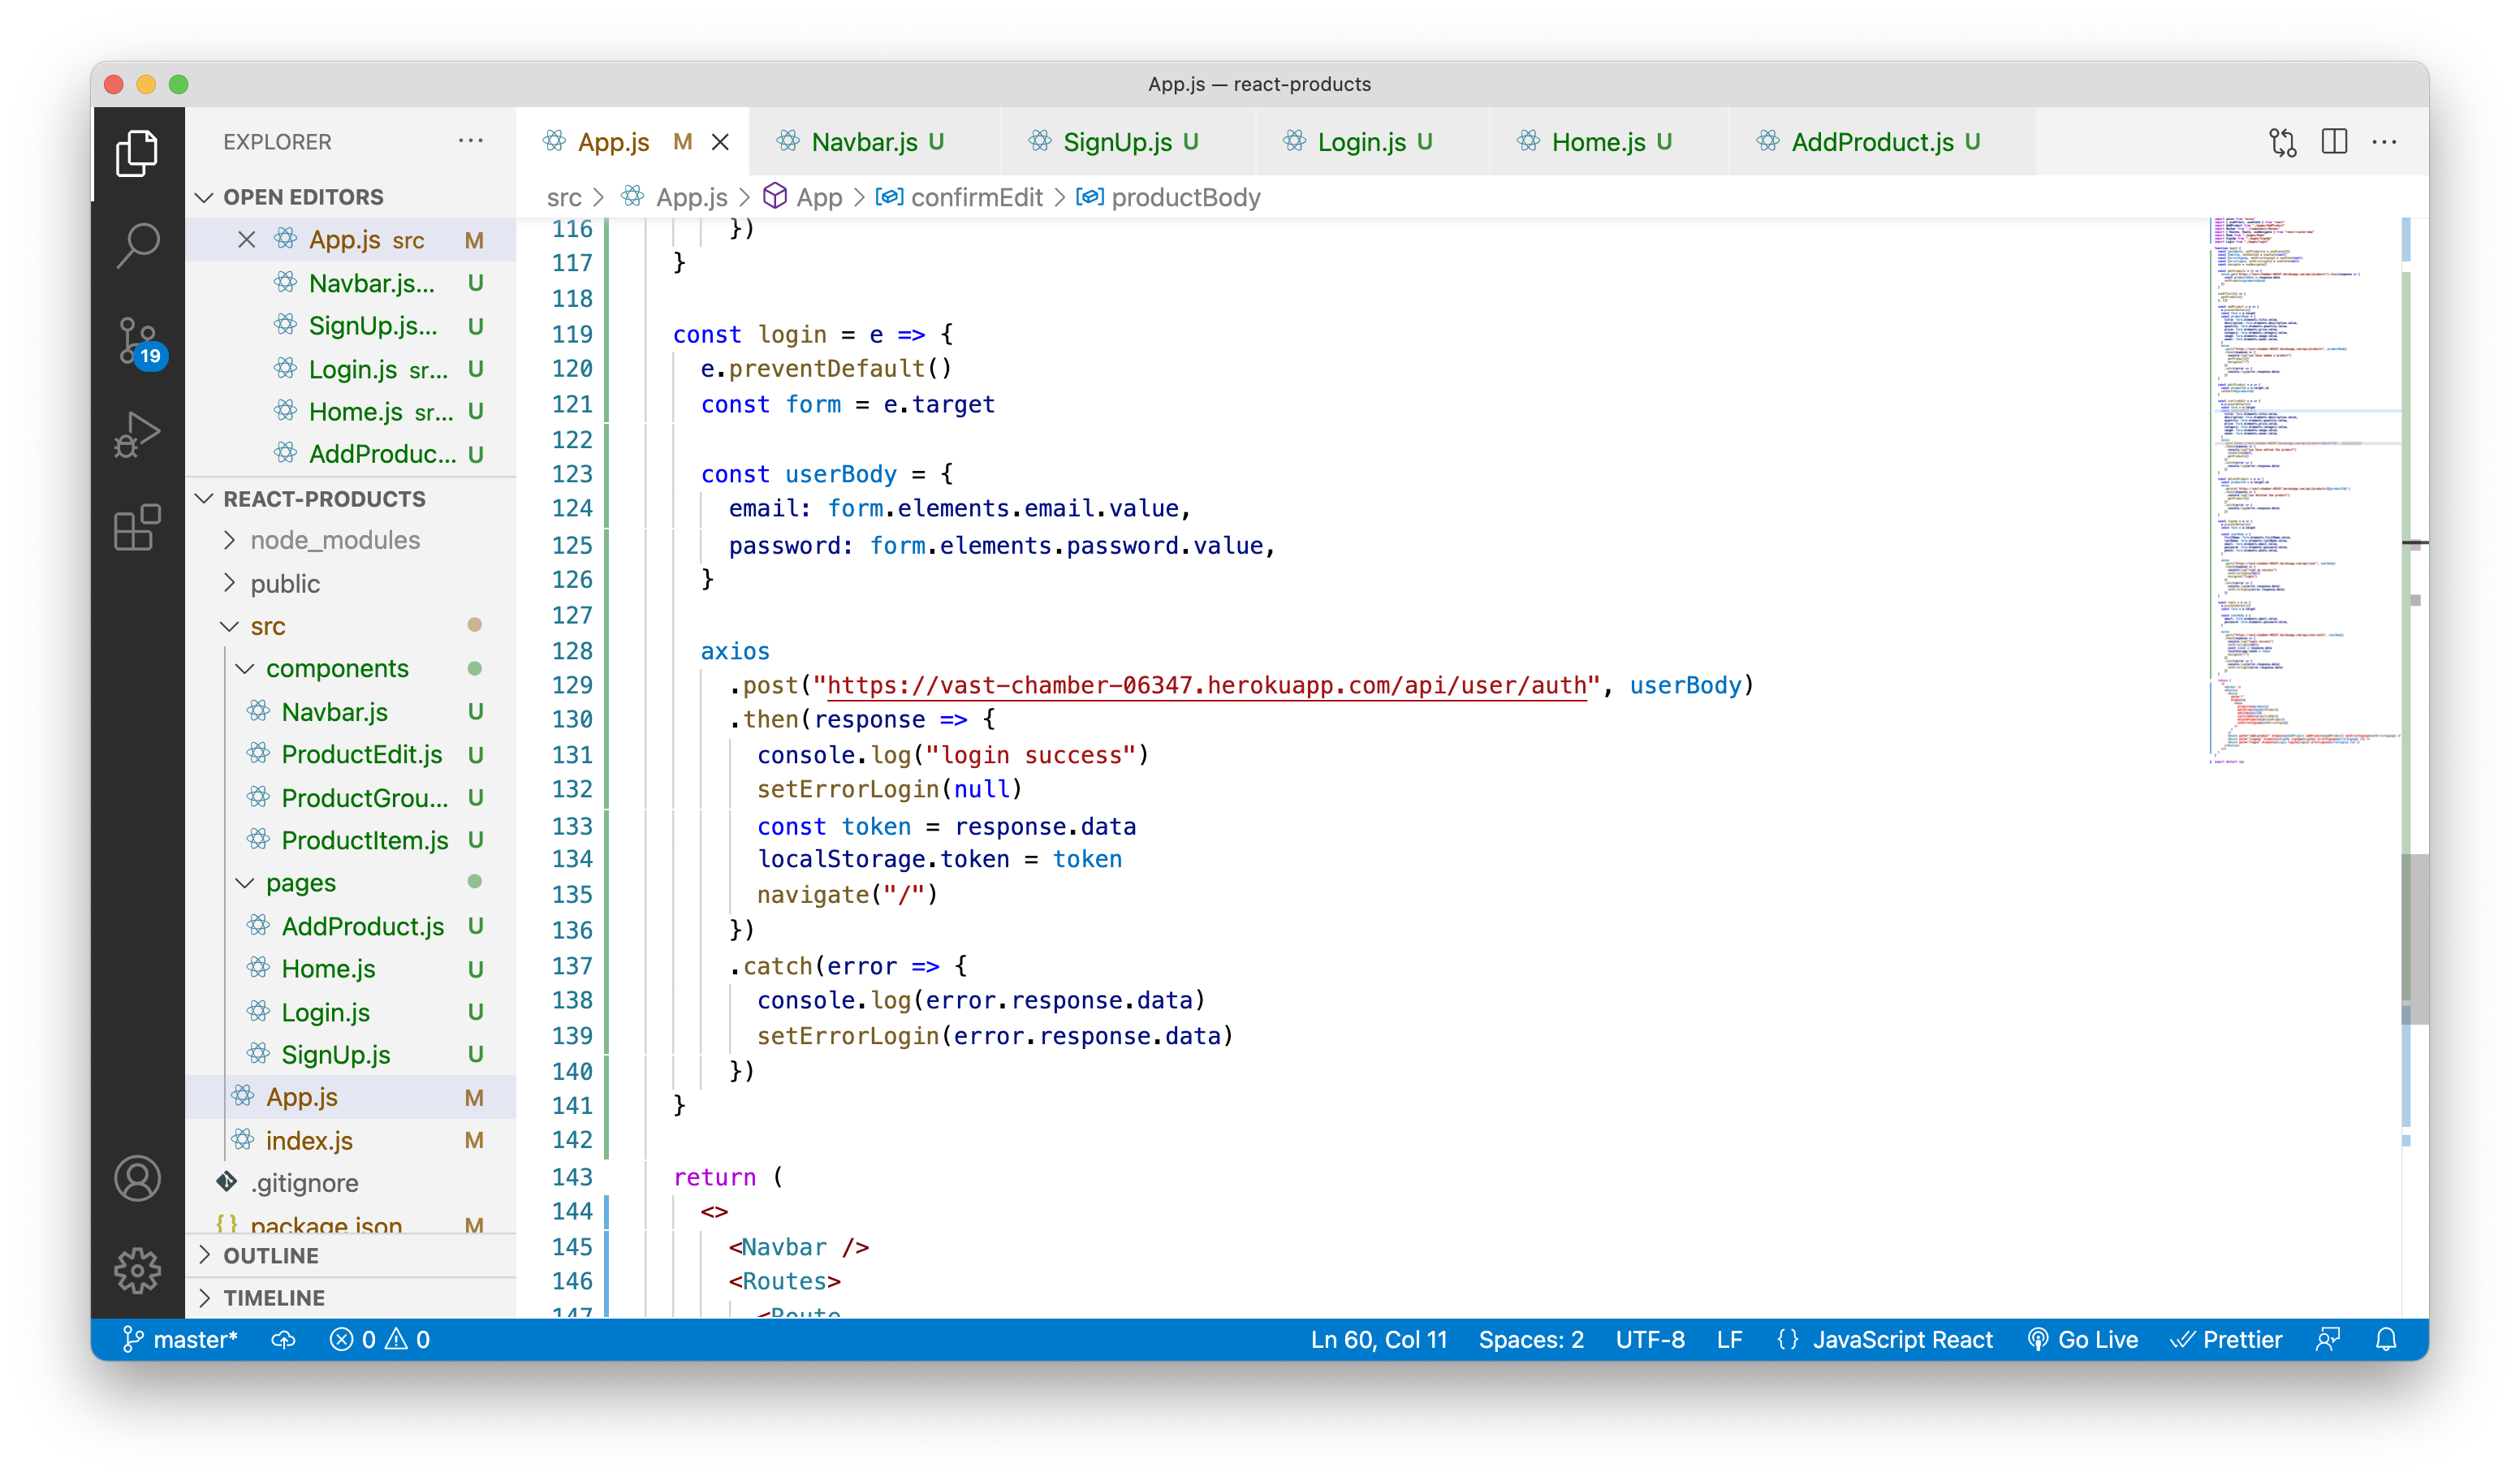 App.js — react-products
EXPLORER
App.js M
Navbar.js U
SignUp.js U
Login.js U
Home.js U
AddProduct.js U
src > App.js > App > confirmEdit > productBody
OPEN EDITORS
App.js src M
Navbar.js... U
SignUp.js... U
Login.js sr... U
Home.js sr... U
AddProduc... U
REACT-PRODUCTS
node_modules
public
src
components
Navbar.js U
ProductEdit.js U
ProductGrou... U
ProductItem.js U
pages
AddProduct.js U
Home.js U
Login.js U
SignUp.js U
App.js M
index.js M
.gitignore
{} package.json M
OUTLINE
TIMELINE
19
116 })
117 }
118
119 const login = e => {
120 e.preventDefault()
121 const form = e.target
122
123 const userBody = {
124 email: form.elements.email.value,
125 password: form.elements.password.value,
126 }
127
128 axios
129 .post("https://vast-chamber-06347.herokuapp.com/api/user/auth", userBody)
130 .then(response => {
131 console.log("login success")
132 setErrorLogin(null)
133 const token = response.data
134 localStorage.token = token
135 navigate("/")
136 })
137 .catch(error => {
138 console.log(error.response.data)
139 setErrorLogin(error.response.data)
140 })
141 }
142
143 return (
144 <>
145 <Navbar />
146 <Routes>
147 <Route
master* 0 0 Ln 60, Col 11 Spaces: 2 UTF-8 LF {} JavaScript React Go Live Prettier